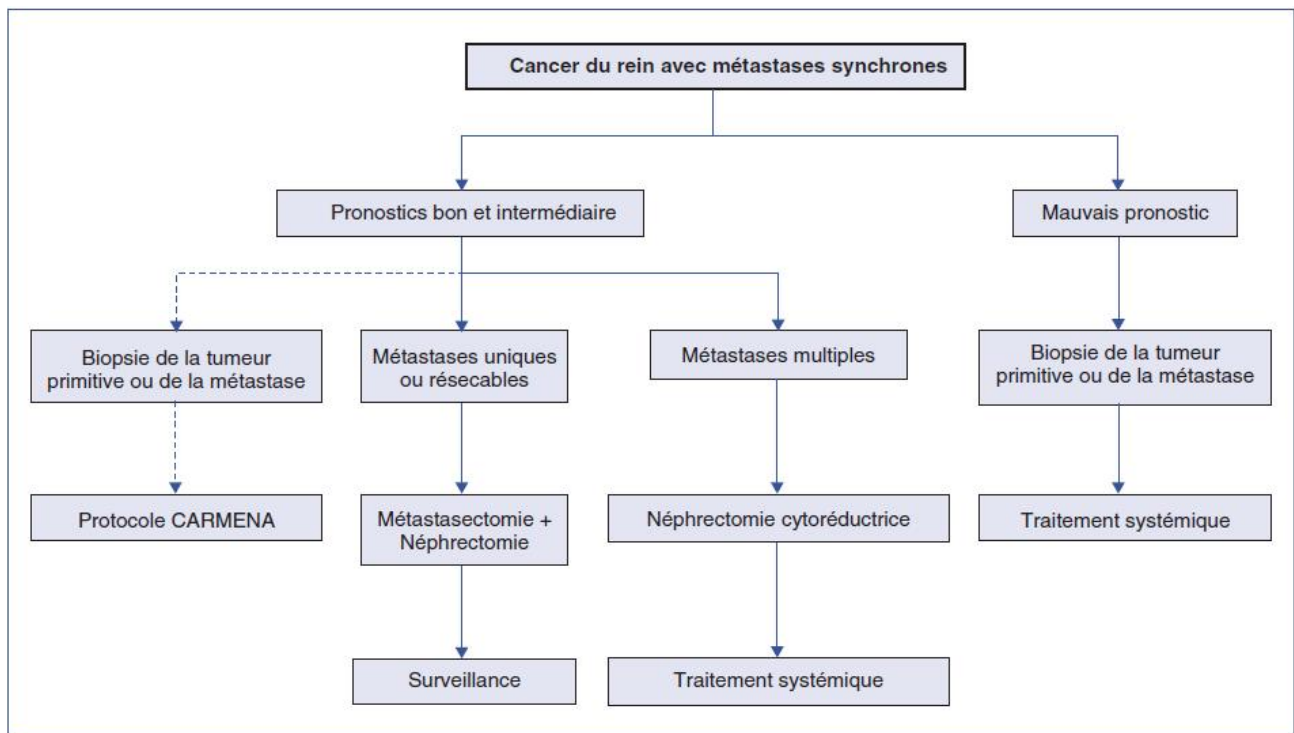 Cancer du rein avec métastases synchrones
Pronostics bon et intermédiaire
Mauvais pronostic
Biopsie de la tumeur
primitive ou de la métastase
Métastases uniques
ou résecables
Métastases multiples
Biopsie de la tumeur
primitive ou de la métastase
Protocole CARMENA
Métastasectomie +
Néphrectomie
Néphrectomie cytoréductrice
Traitement systémique
Surveillance
Traitement systémique